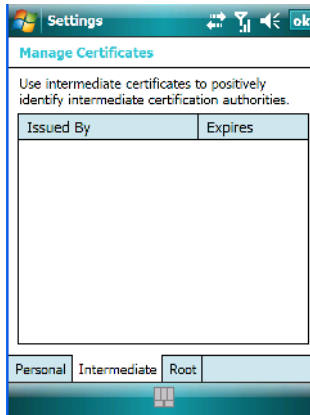 Settings ok
Manage Certificates
Use intermediate certificates to positively
identify intermediate certification authorities.
Issued By Expires
Personal Intermediate Root